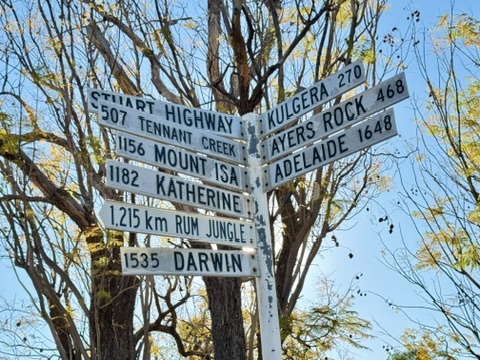 STUART HIGHWAY
507 TENNANT CREEK
1156 MOUNT ISA
1182 KATHERINE
1,215 km RUM JUNGLE
1535 DARWIN
KULGERA 270
AYERS ROCK 468
ADELAIDE 1648